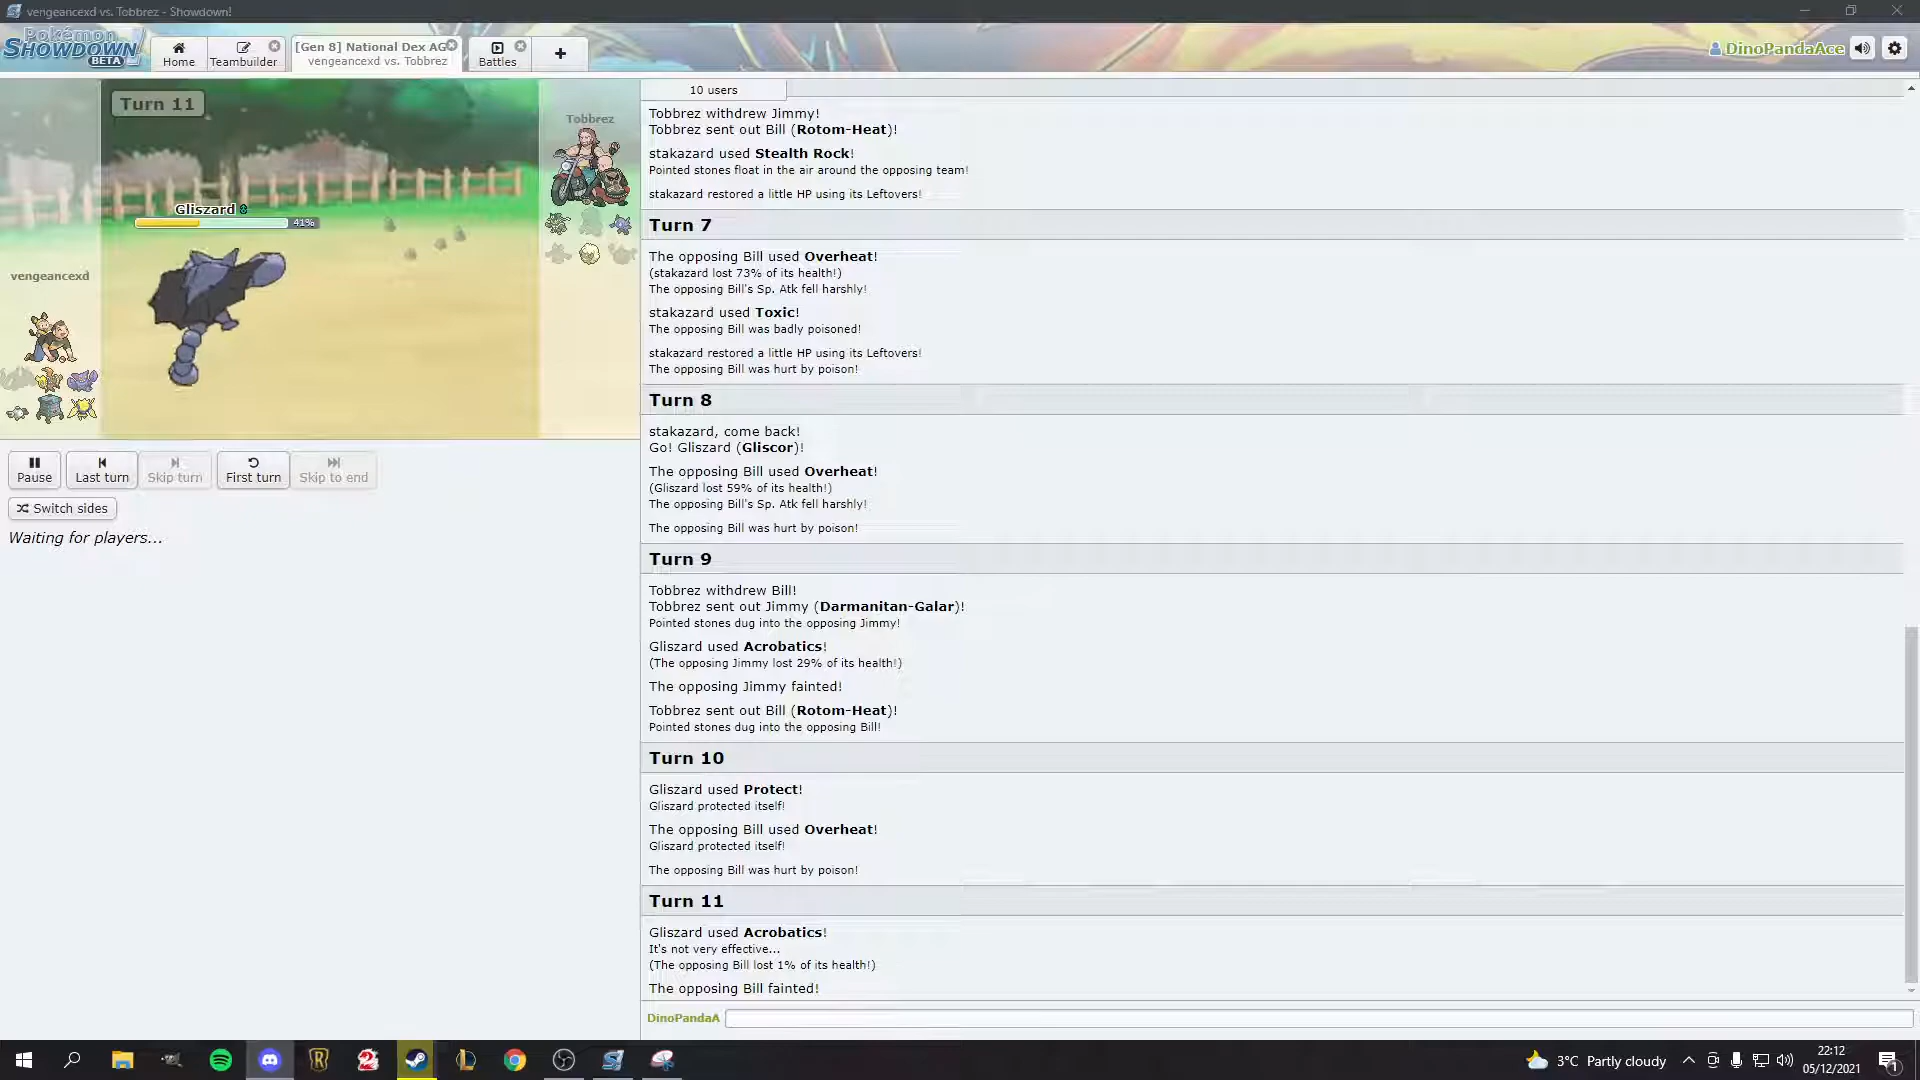 vengeancexd vs. Tobbrez - Showdown!
Pokémon
SHOWDOWN
BETA
Home
Teambuilder
[Gen 8] National Dex AG
vengeancexd vs. Tobbrez
Battles
DinoPandaAce
Turn 11
Tobbrez
Gliszard
41%
vengeancexd
Pause
Last turn
Skip turn
First turn
Skip to end
Switch sides
Waiting for players...
10 users
Tobbrez withdrew Jimmy!
Tobbrez sent out Bill (Rotom-Heat)!
stakazard used Stealth Rock!
Pointed stones float in the air around the opposing team!
stakazard restored a little HP using its Leftovers!
Turn 7
The opposing Bill used Overheat!
(stakazard lost 73% of its health!)
The opposing Bill's Sp. Atk fell harshly!
stakazard used Toxic!
The opposing Bill was badly poisoned!
stakazard restored a little HP using its Leftovers!
The opposing Bill was hurt by poison!
Turn 8
stakazard, come back!
Go! Gliszard (Gliscor)!
The opposing Bill used Overheat!
(Gliszard lost 59% of its health!)
The opposing Bill's Sp. Atk fell harshly!
The opposing Bill was hurt by poison!
Turn 9
Tobbrez withdrew Bill!
Tobbrez sent out Jimmy (Darmanitan-Galar)!
Pointed stones dug into the opposing Jimmy!
Gliszard used Acrobatics!
(The opposing Jimmy lost 29% of its health!)
The opposing Jimmy fainted!
Tobbrez sent out Bill (Rotom-Heat)!
Pointed stones dug into the opposing Bill!
Turn 10
Gliszard used Protect!
Gliszard protected itself!
The opposing Bill used Overheat!
Gliszard protected itself!
The opposing Bill was hurt by poison!
Turn 11
Gliszard used Acrobatics!
It's not very effective...
(The opposing Bill lost 1% of its health!)
The opposing Bill fainted!
DinoPandaA
3°C Partly cloudy
22:12
05/12/2021